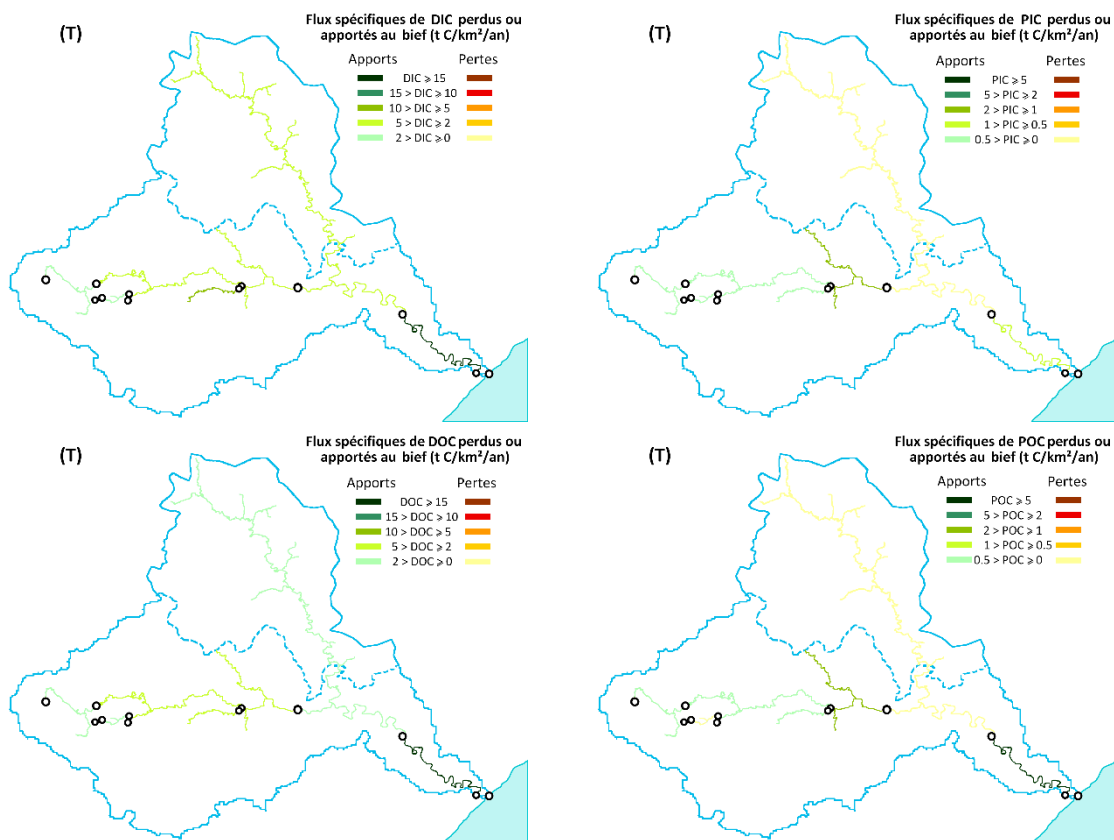 (T)
Flux spécifiques de DIC perdus ou
apportés au bief (t C/km²/an)
Apports Pertes
DIC ⩾ 15
15 > DIC ⩾ 10
10 > DIC ⩾ 5
5 > DIC ⩾ 2
2 > DIC ⩾ 0
(T)
Flux spécifiques de PIC perdus ou
apportés au bief (t C/km²/an)
Apports Pertes
PIC ⩾ 5
5 > PIC ⩾ 2
2 > PIC ⩾ 1
1 > PIC ⩾ 0.5
0.5 > PIC ⩾ 0
(T)
Flux spécifiques de DOC perdus ou
apportés au bief (t C/km²/an)
Apports Pertes
DOC ⩾ 15
15 > DOC ⩾ 10
10 > DOC ⩾ 5
5 > DOC ⩾ 2
2 > DOC ⩾ 0
(T)
Flux spécifiques de POC perdus ou
apportés au bief (t C/km²/an)
Apports Pertes
POC ⩾ 5
5 > POC ⩾ 2
2 > POC ⩾ 1
1 > POC ⩾ 0.5
0.5 > POC ⩾ 0